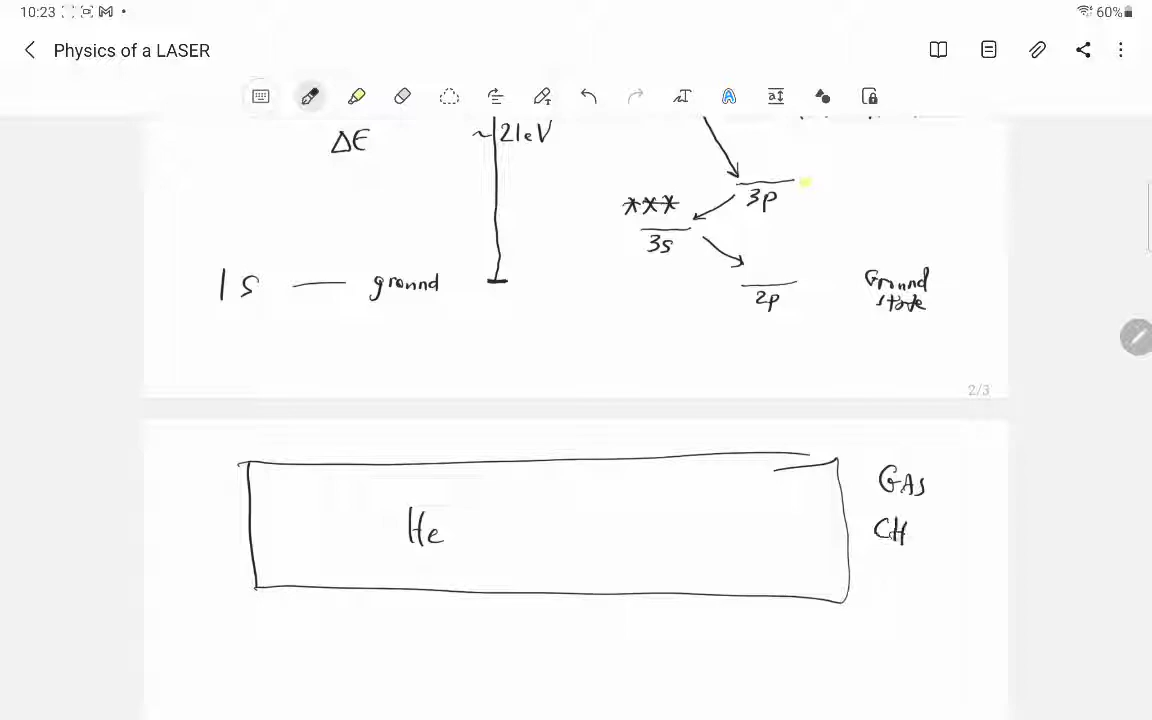 10:23
60%
Physics of a LASER
ΔE
~21eV
3p
***
3s
1S — ground
2p
Ground
state
2/3
GAS
He
CH